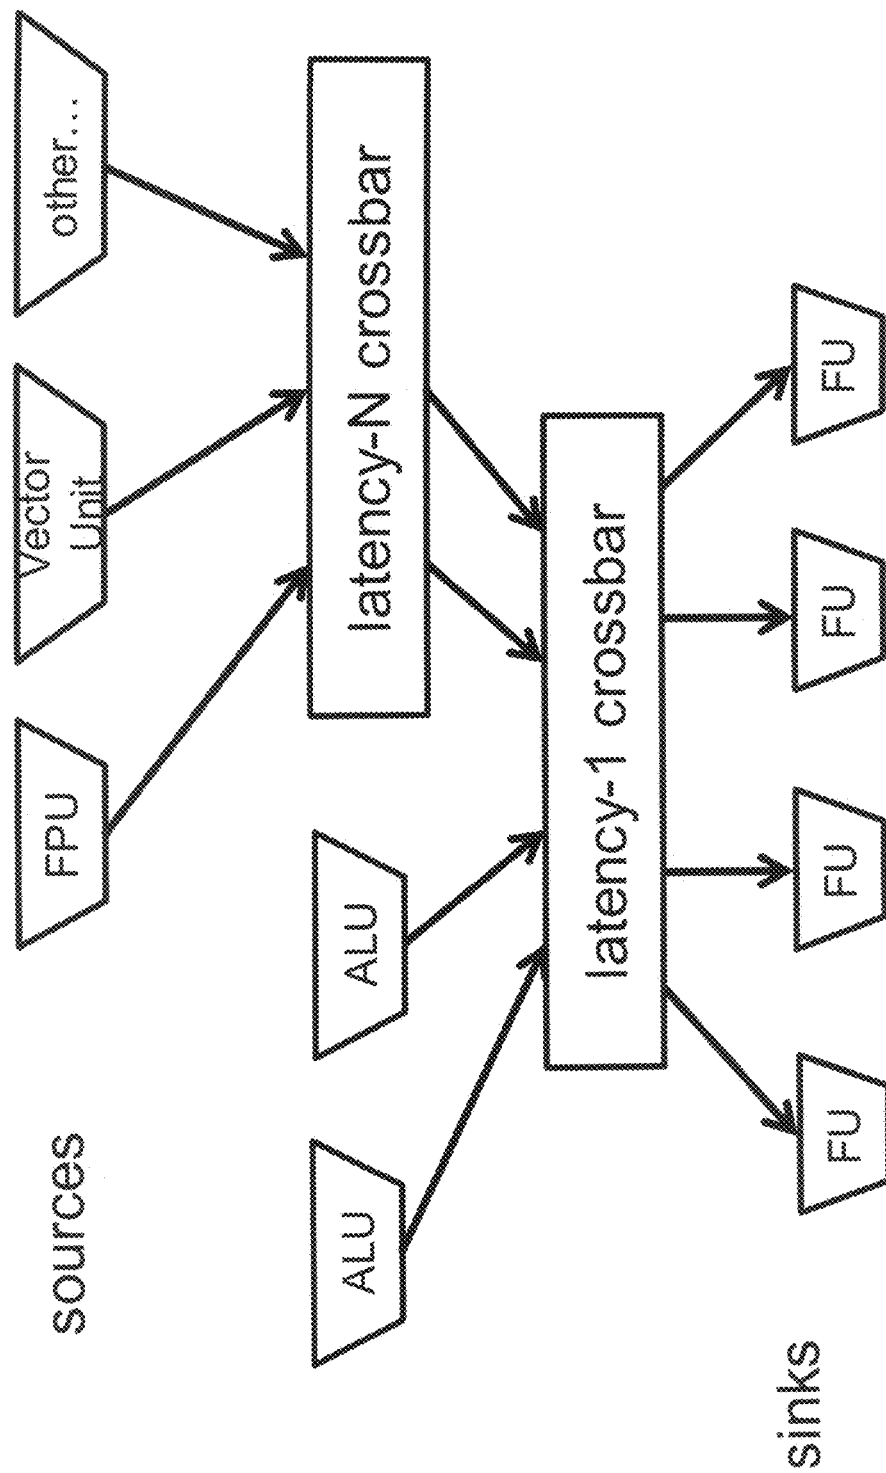 sources
FPU
Vector
Unit
other...
ALU
ALU
latency-N crossbar
latency-1 crossbar
sinks
FU
FU
FU
FU